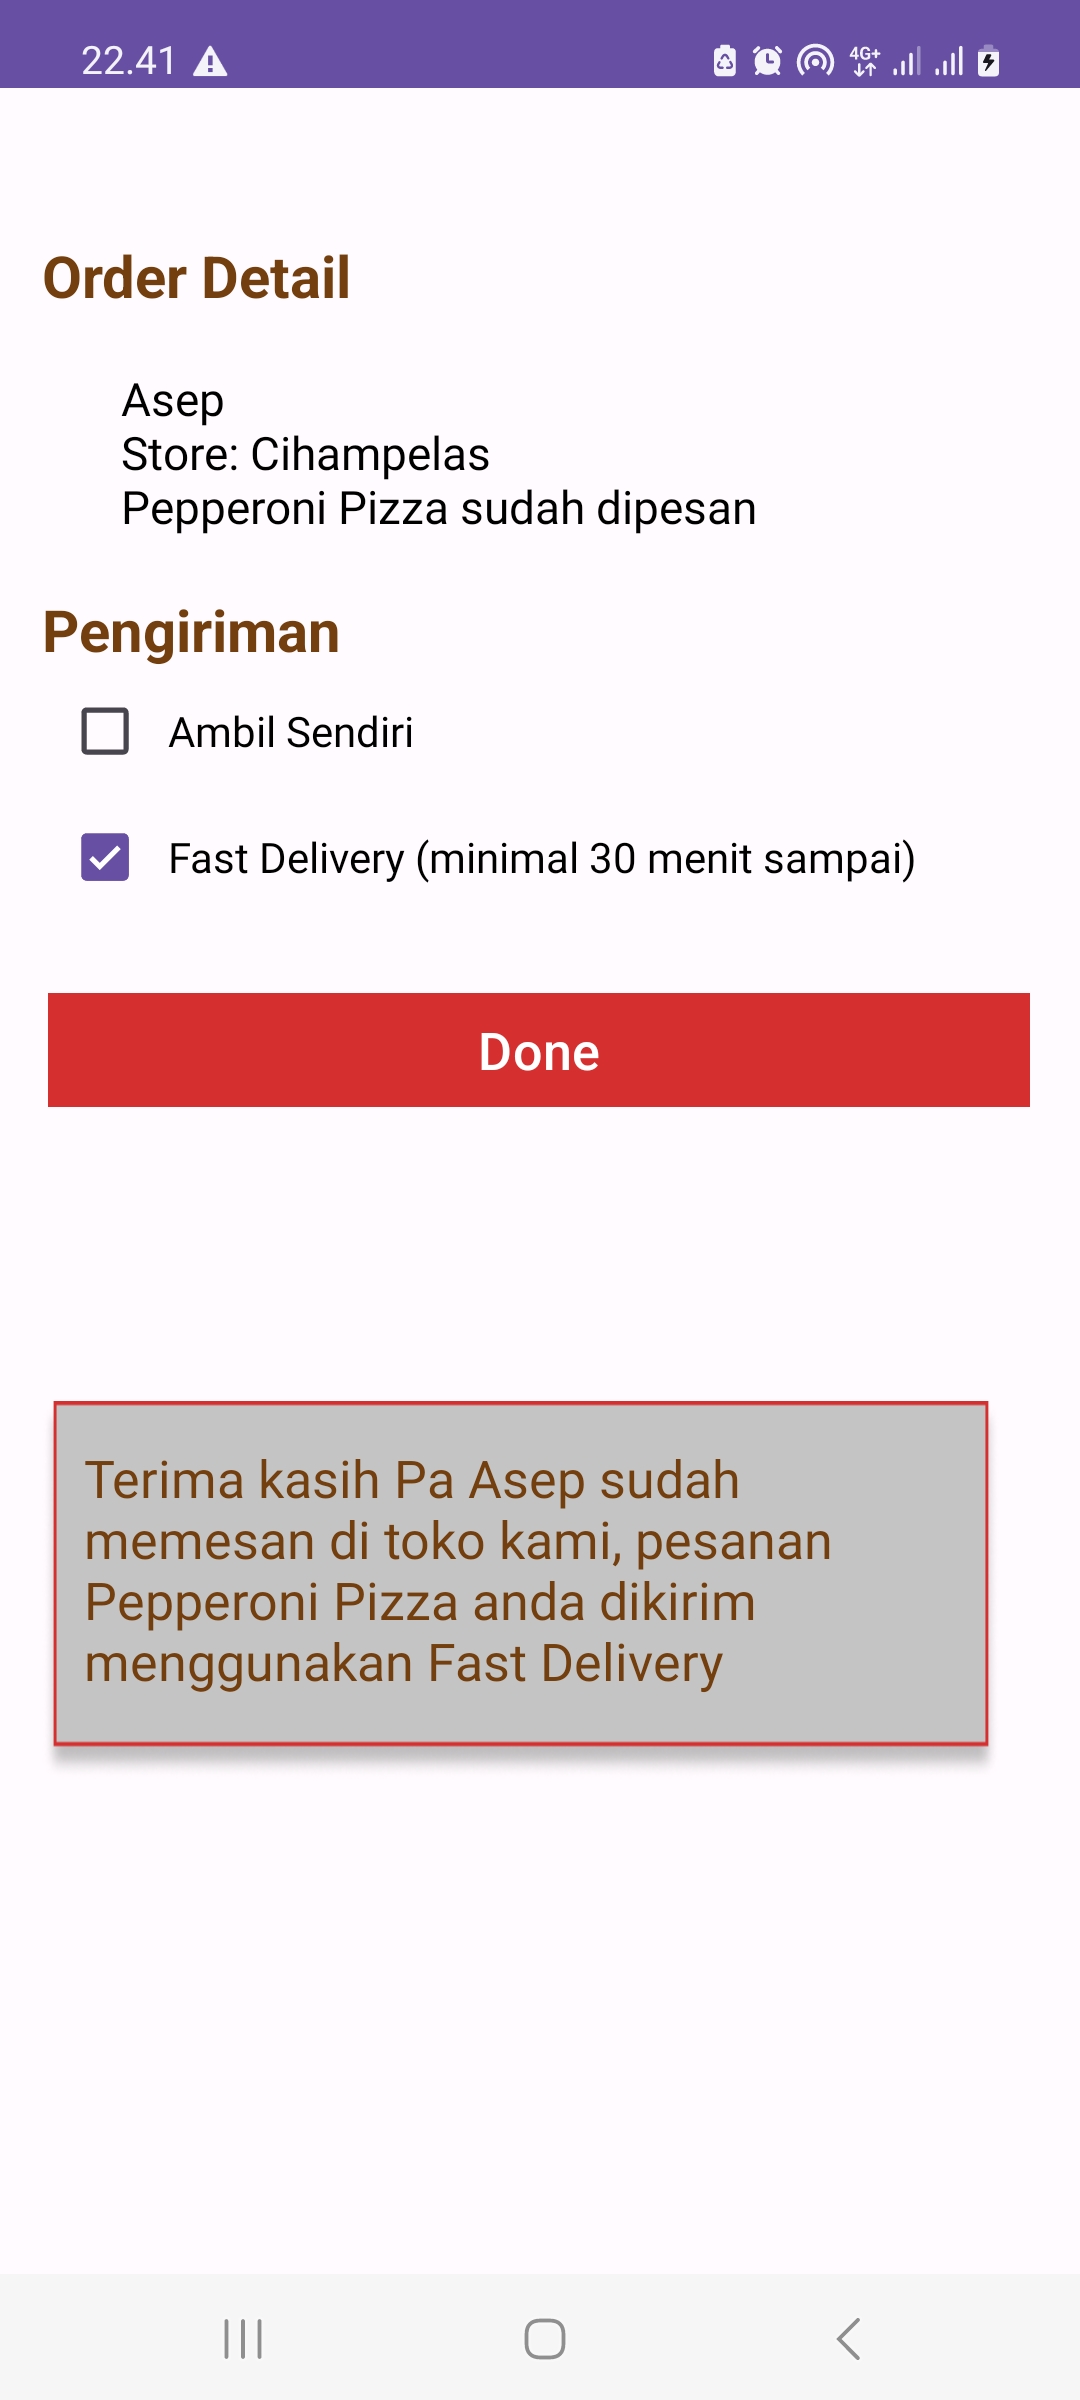 22.41
4G+
Order Detail
Asep
Store: Cihampelas
Pepperoni Pizza sudah dipesan
Pengiriman
Ambil Sendiri
Fast Delivery (minimal 30 menit sampai)
Done
Terima kasih Pa Asep sudah
memesan di toko kami, pesanan
Pepperoni Pizza anda dikirim
menggunakan Fast Delivery